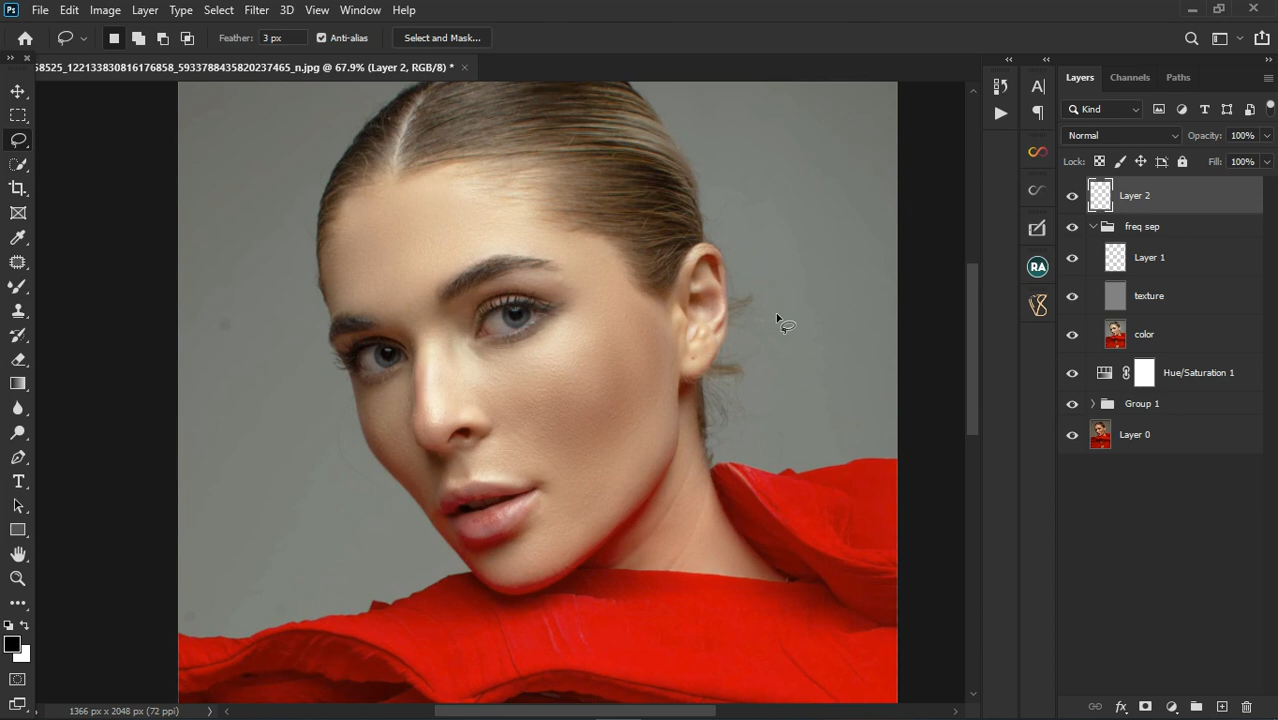 Ps File Edit Image Layer Type Select Filter 3D View Window Help
Feather: 3 px Anti-alias Select and Mask...
58525_122133830816176858_5933788435820237465_n.jpg @ 67.9% (Layer 2, RGB/8) *
Layers Channels Paths
Kind
Normal Opacity: 100%
Lock: Fill: 100%
Layer 2
freq sep
Layer 1
texture
color
Hue/Saturation 1
Group 1
Layer 0
RA
1366 px x 2048 px (72 ppi)